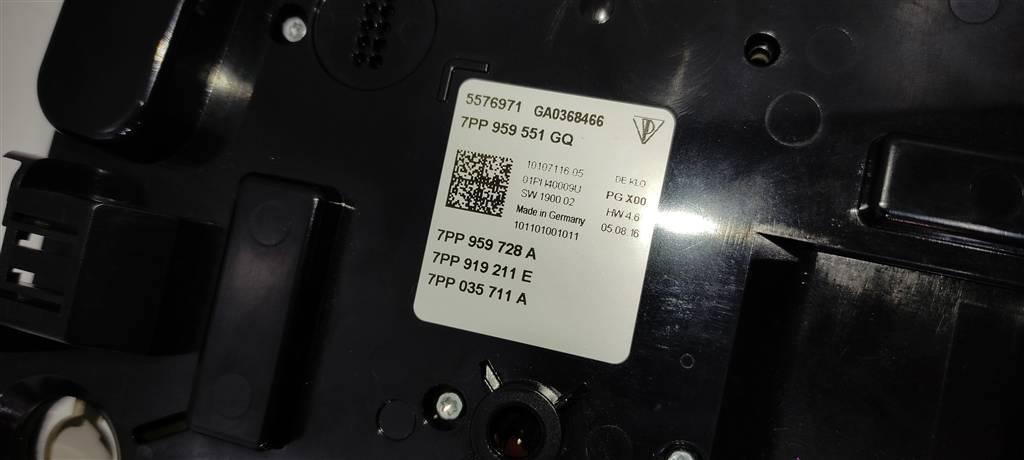 5576971 GA0368466
7PP 959 551 GQ
10107116 05
01PH40009U
SW 1900 02
Made in Germany
101101001011
DE KLO
PG X00
HW 4.6
05.08.16
7PP 959 728 A
7PP 919 211 E
7PP 035 711 A